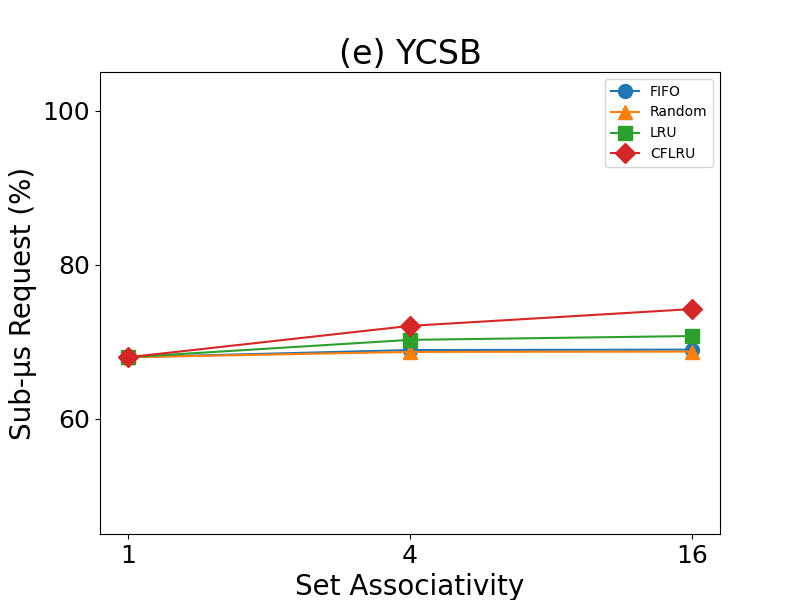 (e) YCSB
FIFO
Random
LRU
CFLRU
100
80
60
Sub-μs Request (%)
1 4 16
Set Associativity